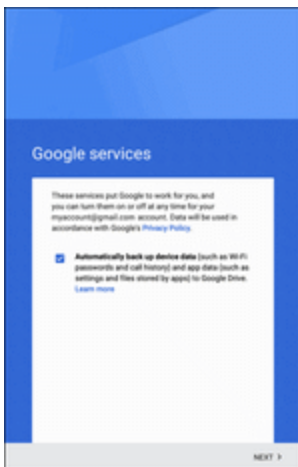 Google services
These services put Google to work for you, and
you can turn them on or off at any time for your
myaccount@gmail.com account. Data will be used in
accordance with Google's Privacy Policy.
Automatically back up device data (such as Wi-Fi
passwords and call history) and app data (such as
settings and files stored by apps) to Google Drive.
Learn more
NEXT >